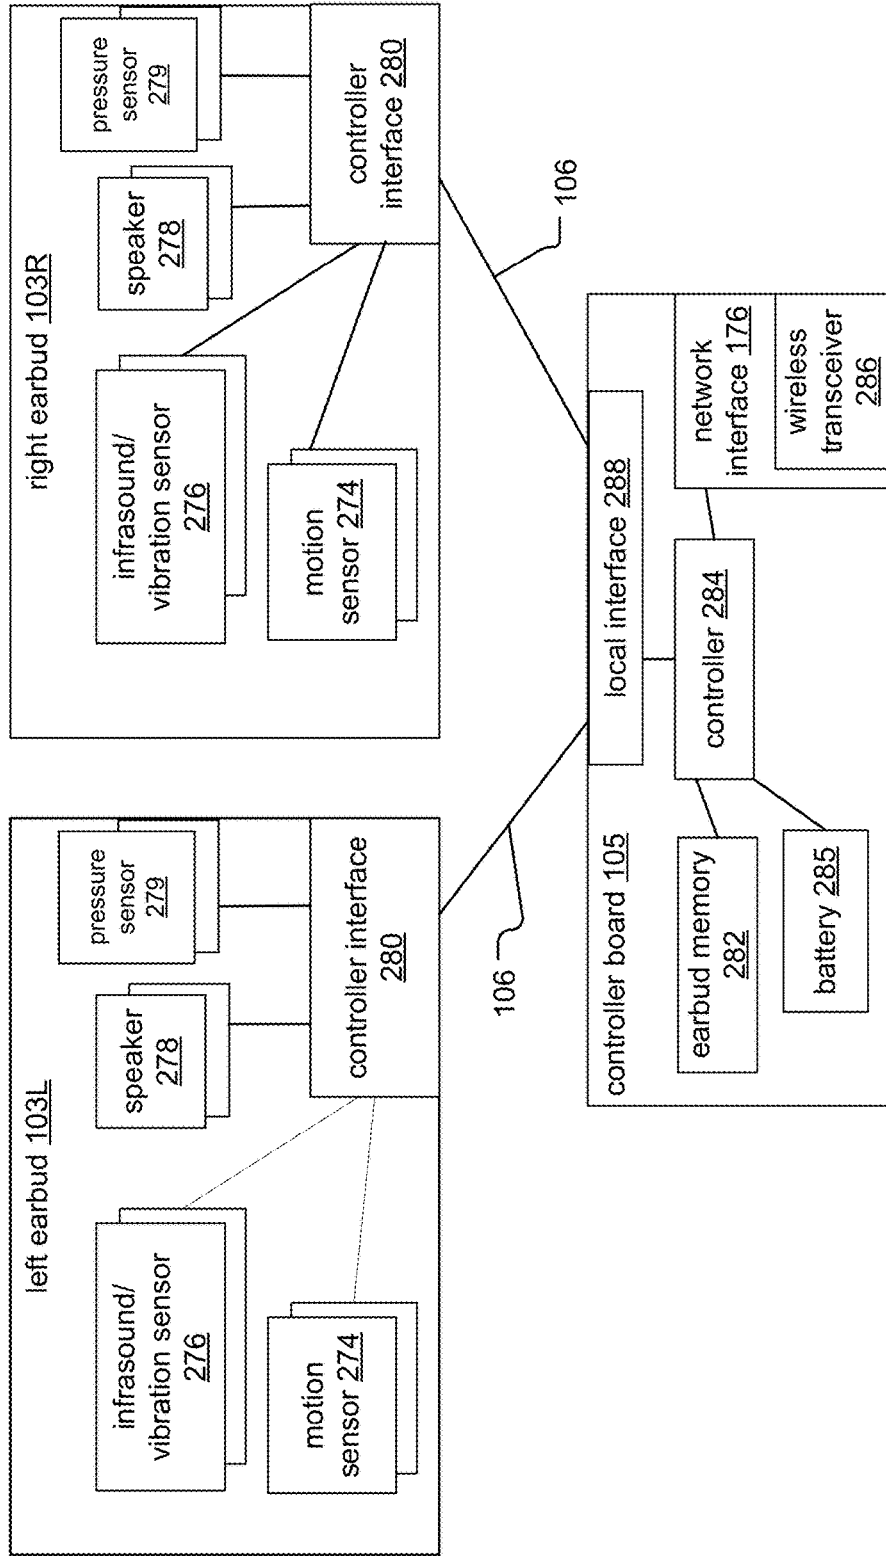 left earbud 103L
infrasound/
vibration sensor
276
motion
sensor 274
speaker
278
pressure
sensor
279
controller interface
280
right earbud 103R
infrasound/
vibration sensor
276
motion
sensor 274
speaker
278
pressure
sensor
279
controller
interface 280
106
106
controller board 105
local interface 288
earbud memory
282
battery 285
controller 284
network
interface 176
wireless
transceiver
286